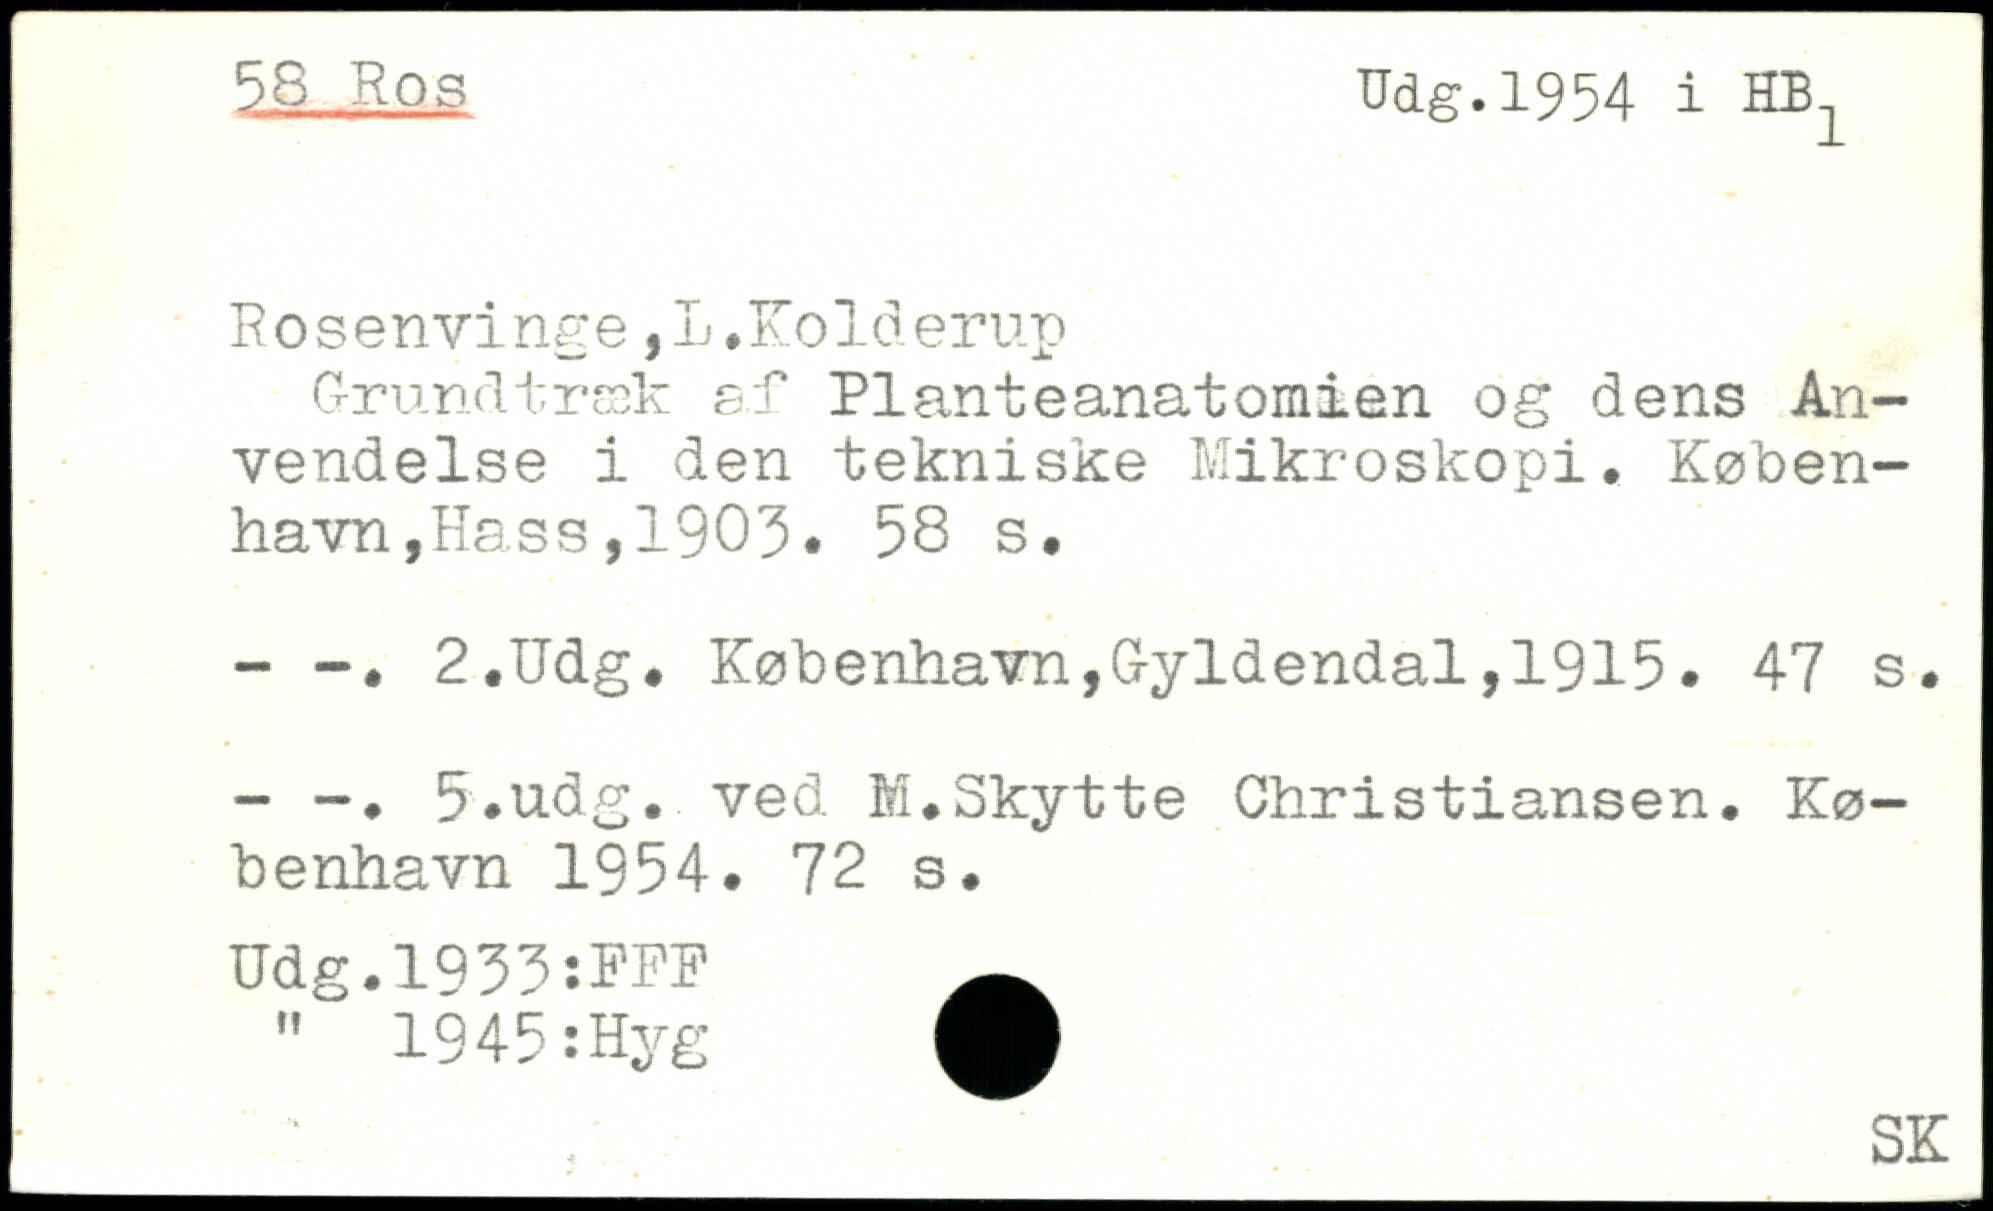 58 Ros
Udg.1954 i HB1
Rosenvinge,L.Kolderup
Grundtræk af Planteanatomien og dens An-
vendelse i den tekniske Mikroskopi. Køben-
havn,Hass,1903. 58 s.
- -. 2.Udg. København,Gyldendal,1915. 47 s.
- -. 5.udg. ved M.Skytte Christiansen. Kø-
benhavn 1954. 72 s.
Udg.1933:FFF
" 1945:Hyg
SK